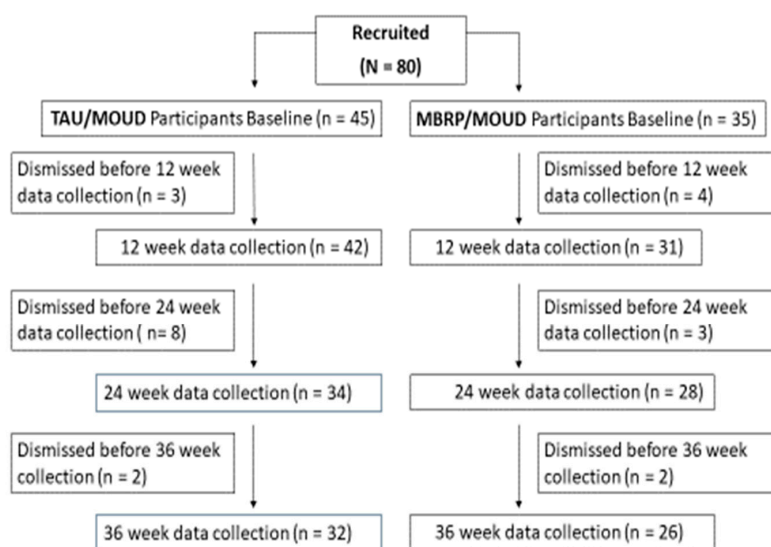 Recruited
(N = 80)
TAU/MOUD Participants Baseline (n = 45)
MBRP/MOUD Participants Baseline (n = 35)
Dismissed before 12 week
data collection (n = 3)
Dismissed before 12 week
data collection (n = 4)
12 week data collection (n = 42)
12 week data collection (n = 31)
Dismissed before 24 week
data collection ( n= 8)
Dismissed before 24 week
data collection (n = 3)
24 week data collection (n = 34)
24 week data collection (n = 28)
Dismissed before 36 week
collection (n = 2)
Dismissed before 36 week
collection (n = 2)
36 week data collection (n = 32)
36 week data collection (n = 26)